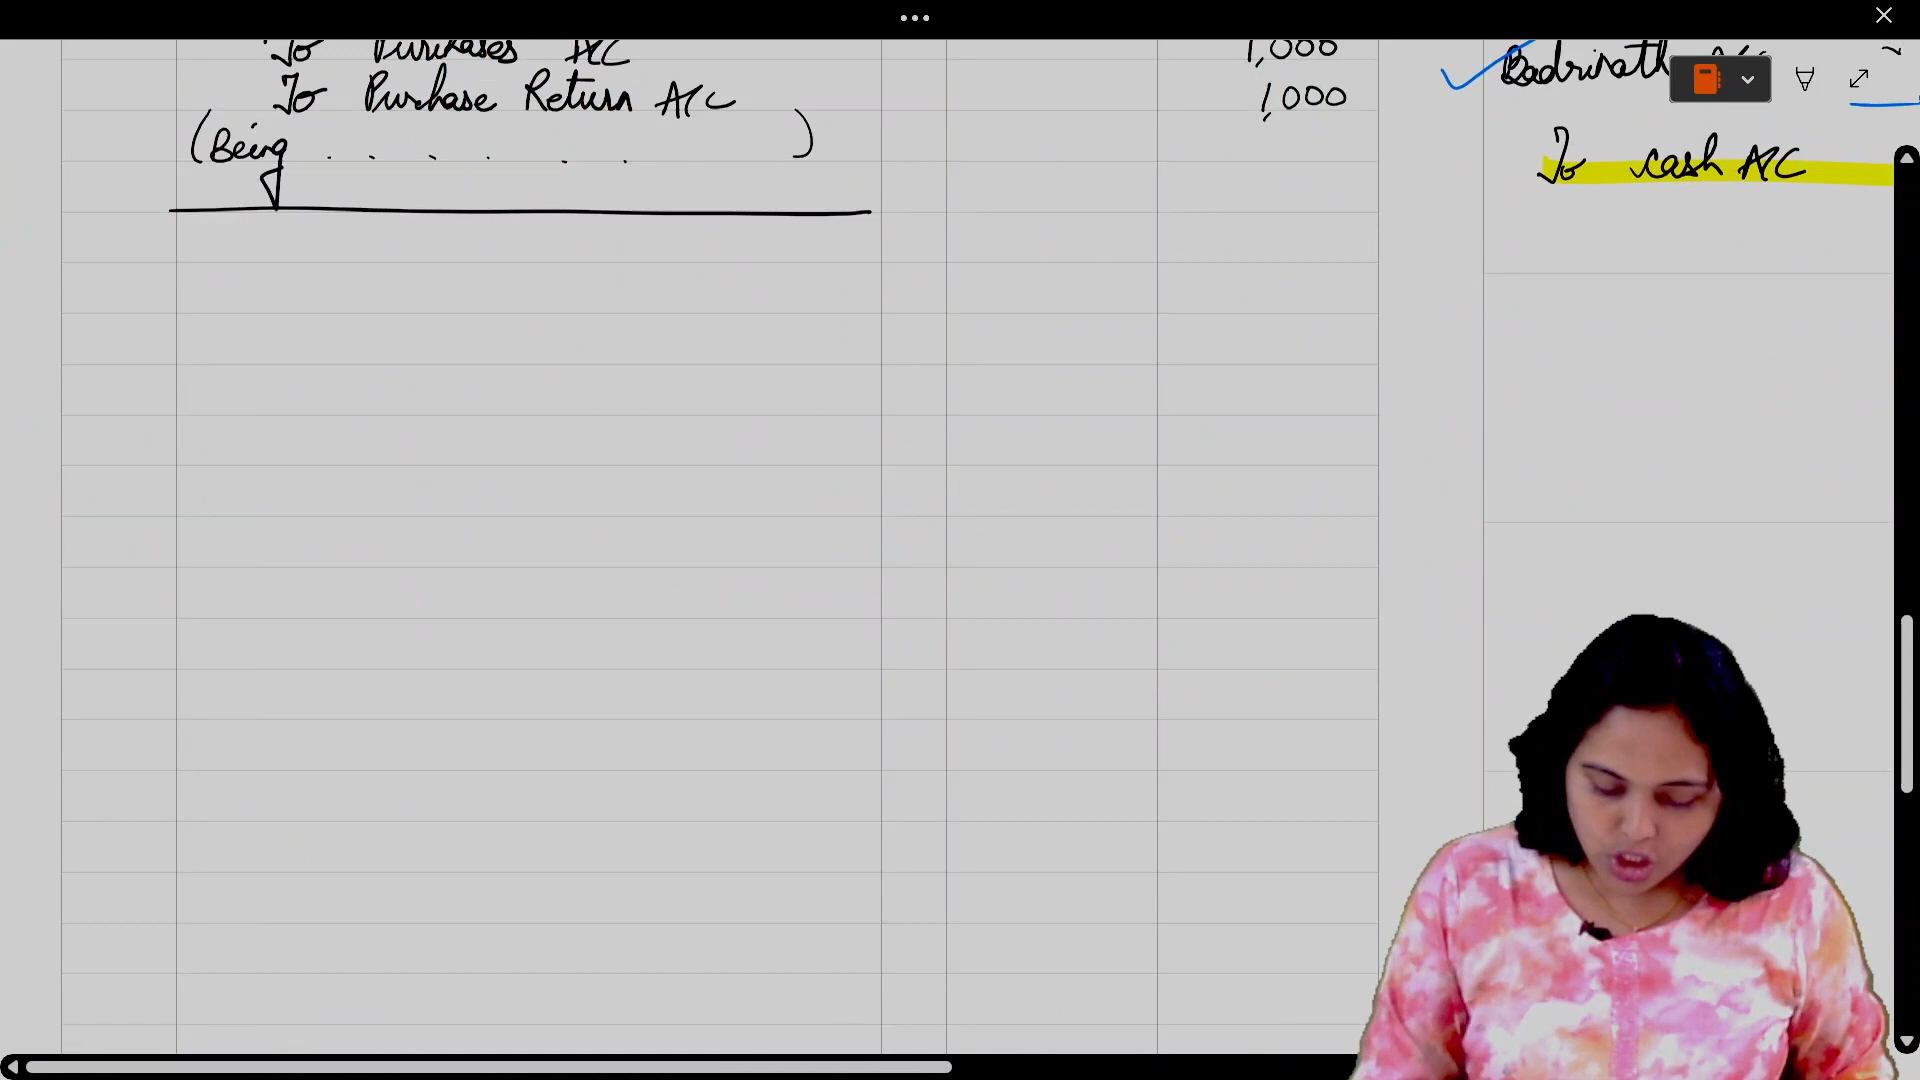 To Purchases A/C 1,000
To Purchase Return A/C 1,000
(Being . . . . . . )
Badrinath A/c
To cash A/C